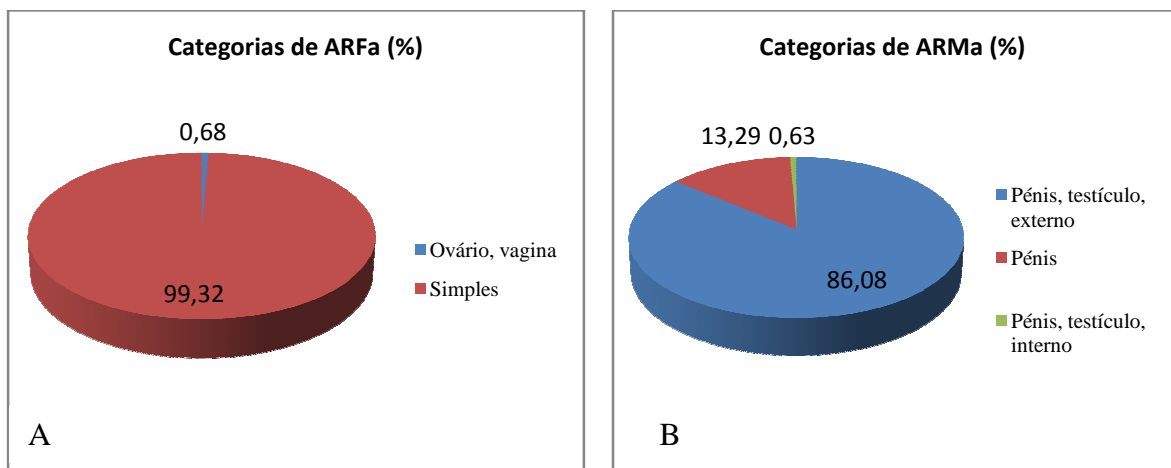 Categorias de ARFa (%)
0,68
99,32
Ovário, vagina
Simples
A
Categorias de ARMa (%)
13,29
0,63
86,08
Pénis, testículo,
externo
Pénis
Pénis, testículo,
interno
B